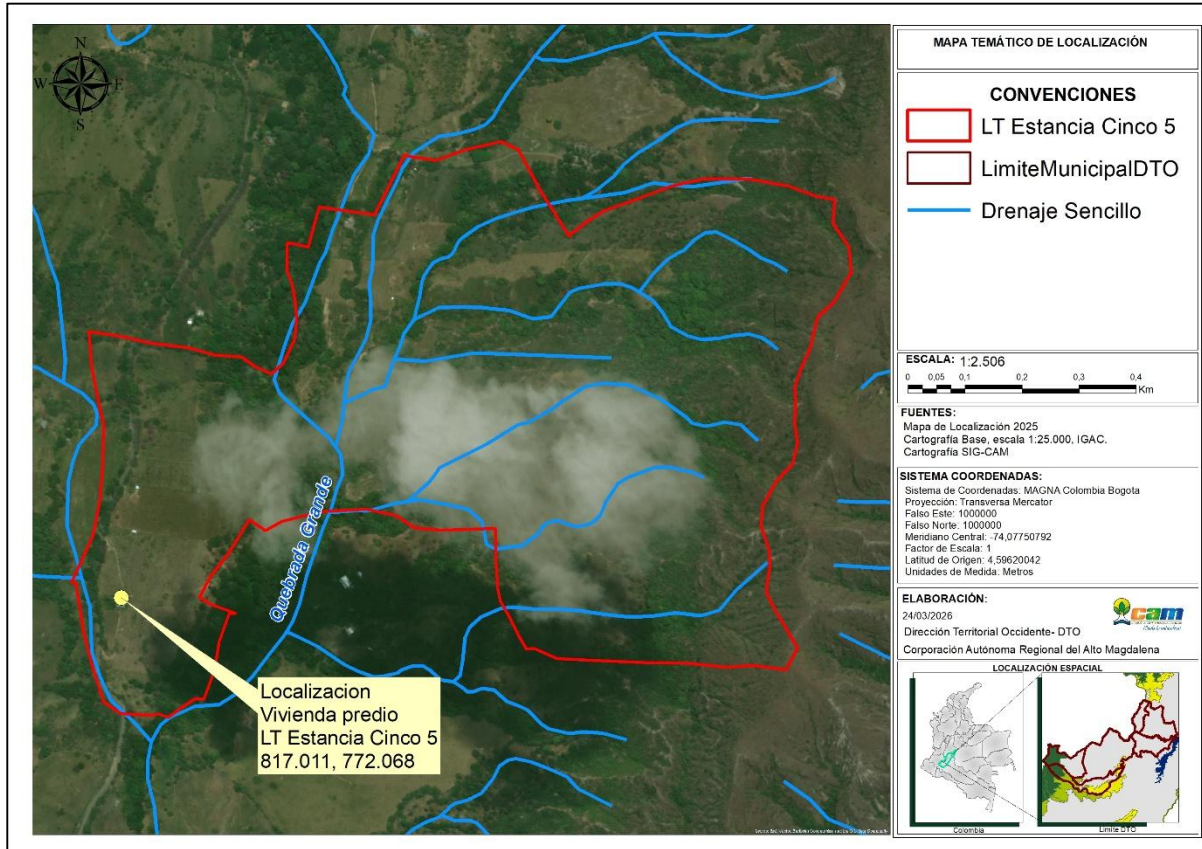 N
W E
S
Quebrada Grande
Localizacion
Vivienda predio
LT Estancia Cinco 5
817.011, 772.068
MAPA TEMÁTICO DE LOCALIZACIÓN
CONVENCIONES
LT Estancia Cinco 5
LimiteMunicipalDTO
Drenaje Sencillo
ESCALA: 1:2.506
0 0,05 0,1 0,2 0,3 0,4
Km
FUENTES:
Mapa de Localización 2025
Cartografía Base, escala 1:25.000, IGAC.
Cartografía SIG-CAM
SISTEMA COORDENADAS:
Sistema de Coordenadas: MAGNA Colombia Bogota
Proyección: Transversa Mercator
Falso Este: 1000000
Falso Norte: 1000000
Meridiano Central: -74,07750792
Factor de Escala: 1
Latitud de Origen: 4,59620042
Unidades de Medida: Metros
ELABORACIÓN:
24/03/2026
cam
Dirección Territorial Occidente- DTO
Corporación Autónoma Regional del Alto Magdalena
LOCALIZACIÓN ESPACIAL
Colombia
Limite DTO